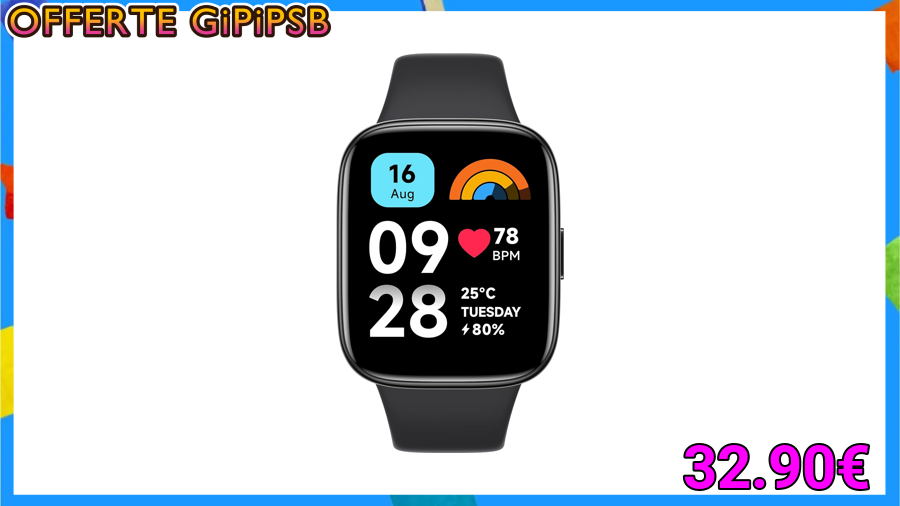 OFFERTE GiPiPSB
16
Aug
09
28
78
BPM
25°C
TUESDAY
80%
32.90€